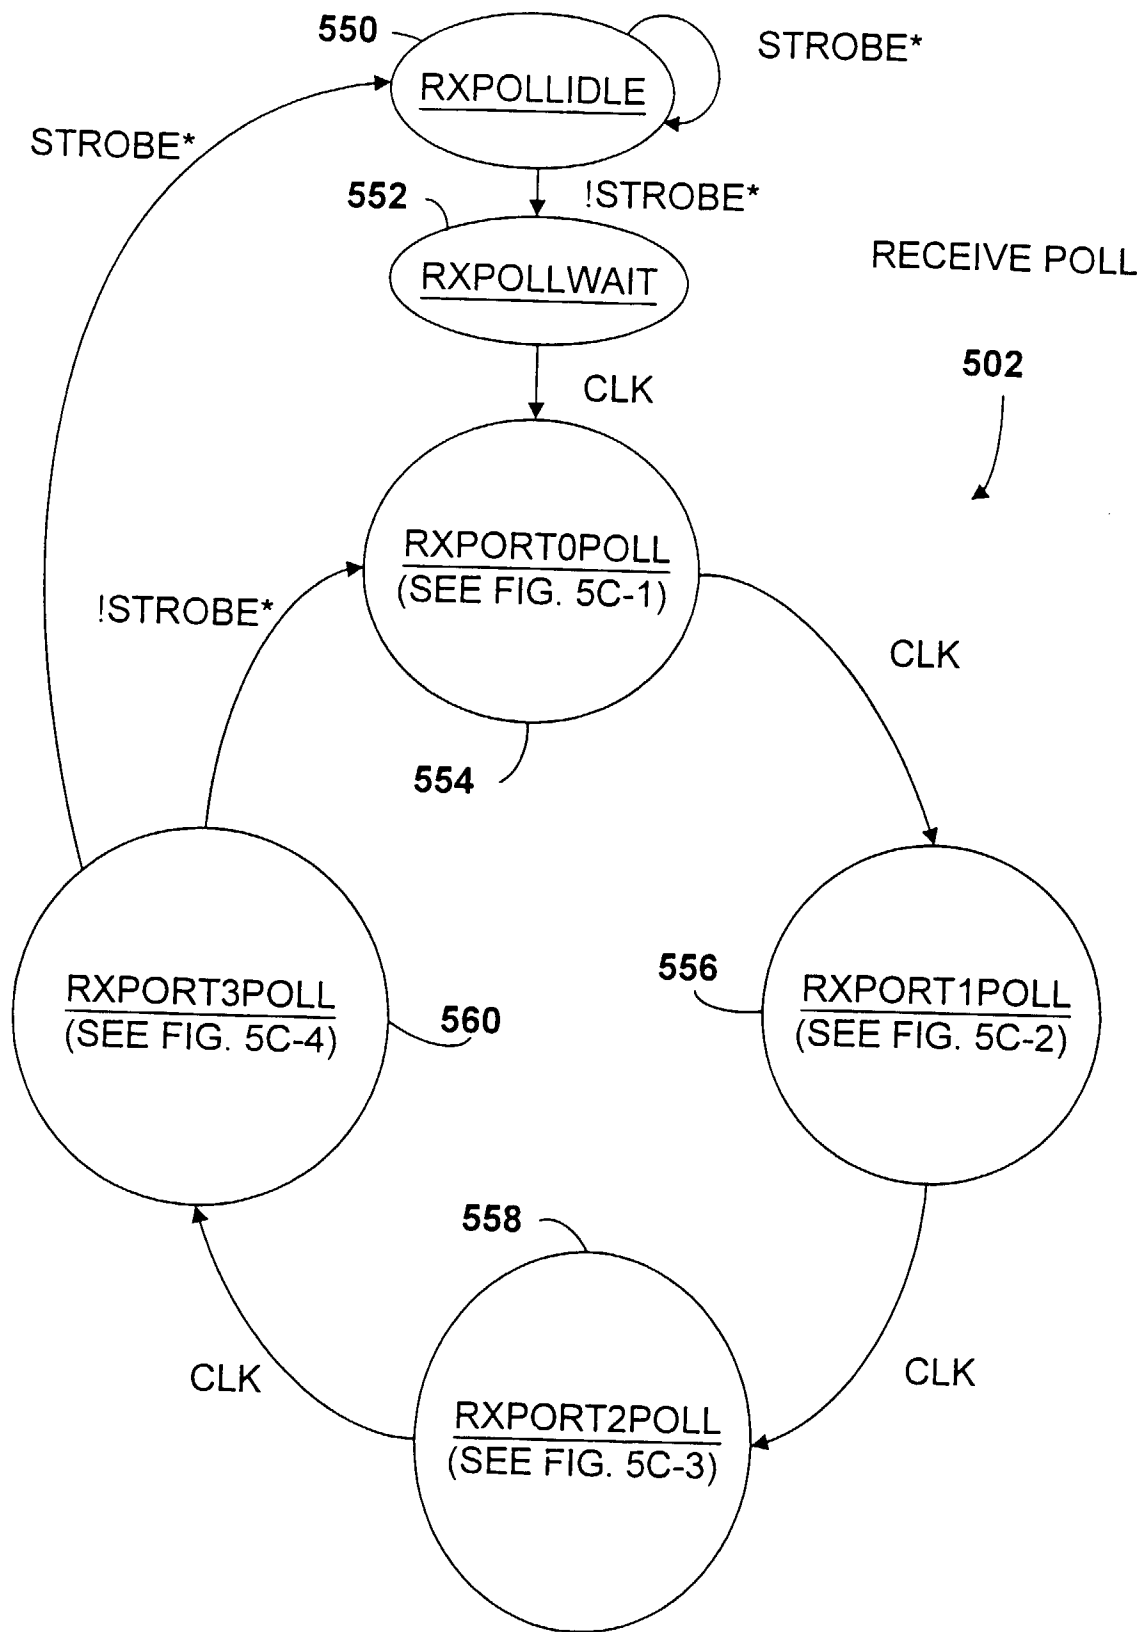 550
STROBE*
RXPOLLIDLE
STROBE*
552
!STROBE*
RXPOLLWAIT
RECEIVE POLL
502
CLK
RXPORT0POLL
(SEE FIG. 5C-1)
!STROBE*
CLK
554
RXPORT3POLL
(SEE FIG. 5C-4)
560
556
RXPORT1POLL
(SEE FIG. 5C-2)
558
CLK
CLK
RXPORT2POLL
(SEE FIG. 5C-3)